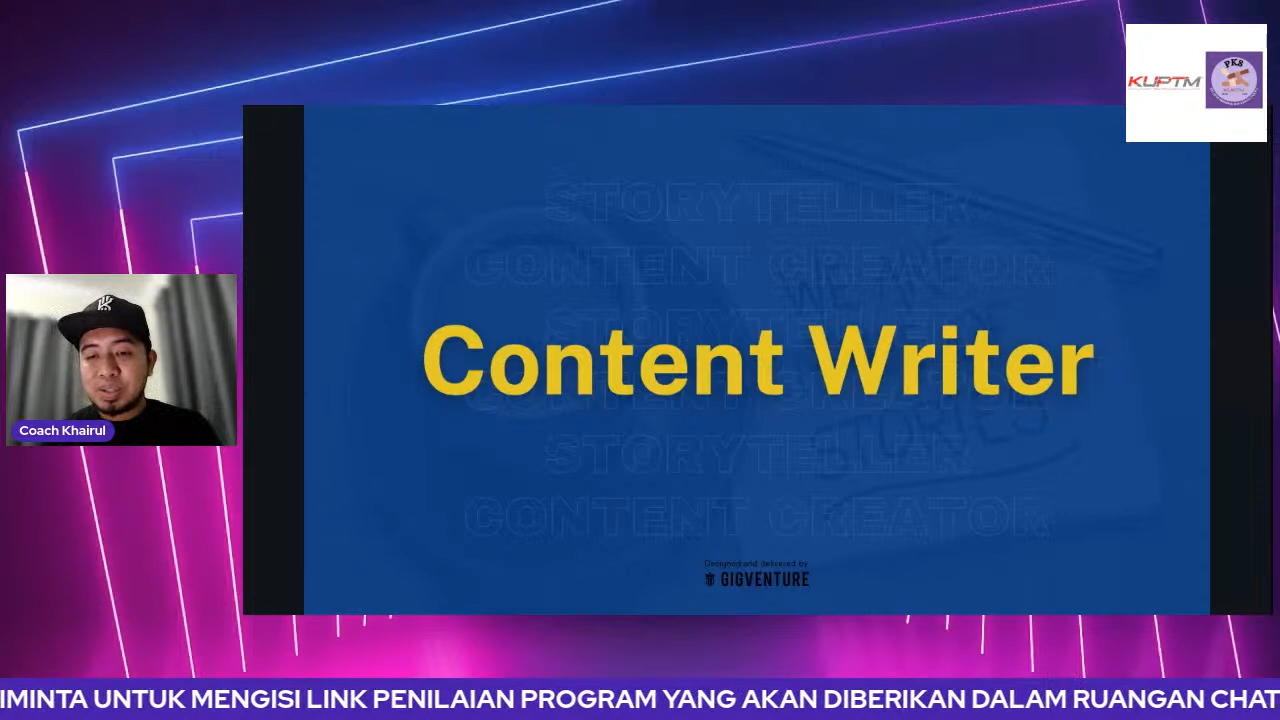 KUPTM
PKS
STORYTELLER
CONTENT CREATOR
STORYTELLER
Content Writer
CONTENT CREATOR
STORIES
STORYTELLER
CONTENT CREATOR
Designed and delivered by
GIGVENTURE
Coach Khairul
IMINTA UNTUK MENGISI LINK PENILAIAN PROGRAM YANG AKAN DIBERIKAN DALAM RUANGAN CHAT